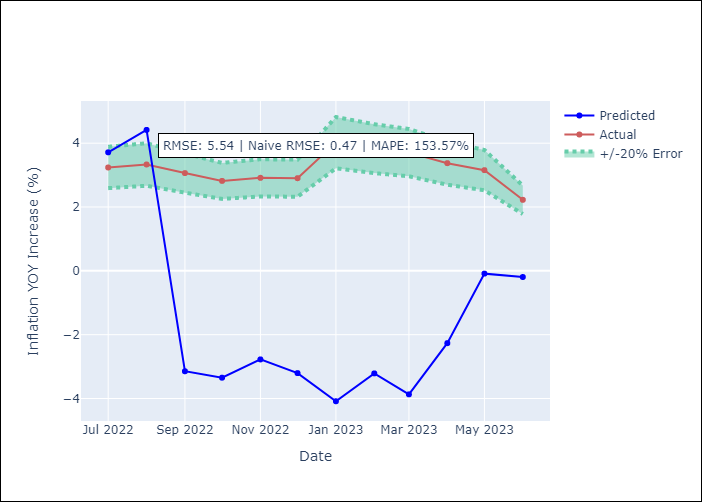 RMSE: 5.54 | Naive RMSE: 0.47 | MAPE: 153.57%
Predicted
Actual
+/-20% Error
Inflation YOY Increase (%)
4
2
0
−2
−4
Jul 2022
Sep 2022
Nov 2022
Jan 2023
Mar 2023
May 2023
Date